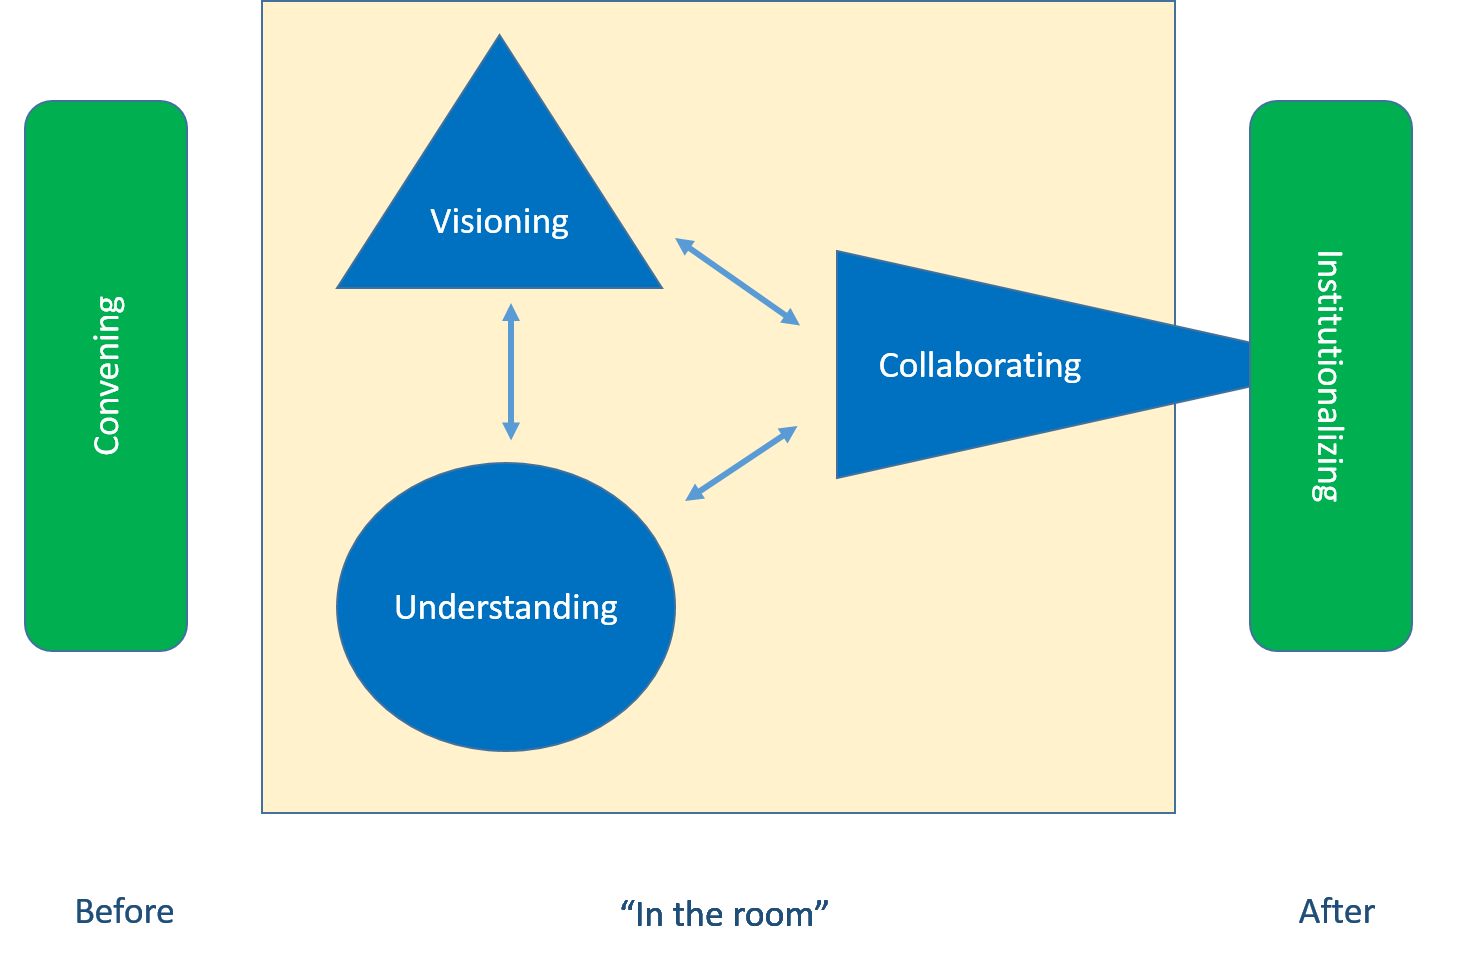 Convening
Visioning
Understanding
Collaborating
Institutionalizing
Before
“In the room”
After